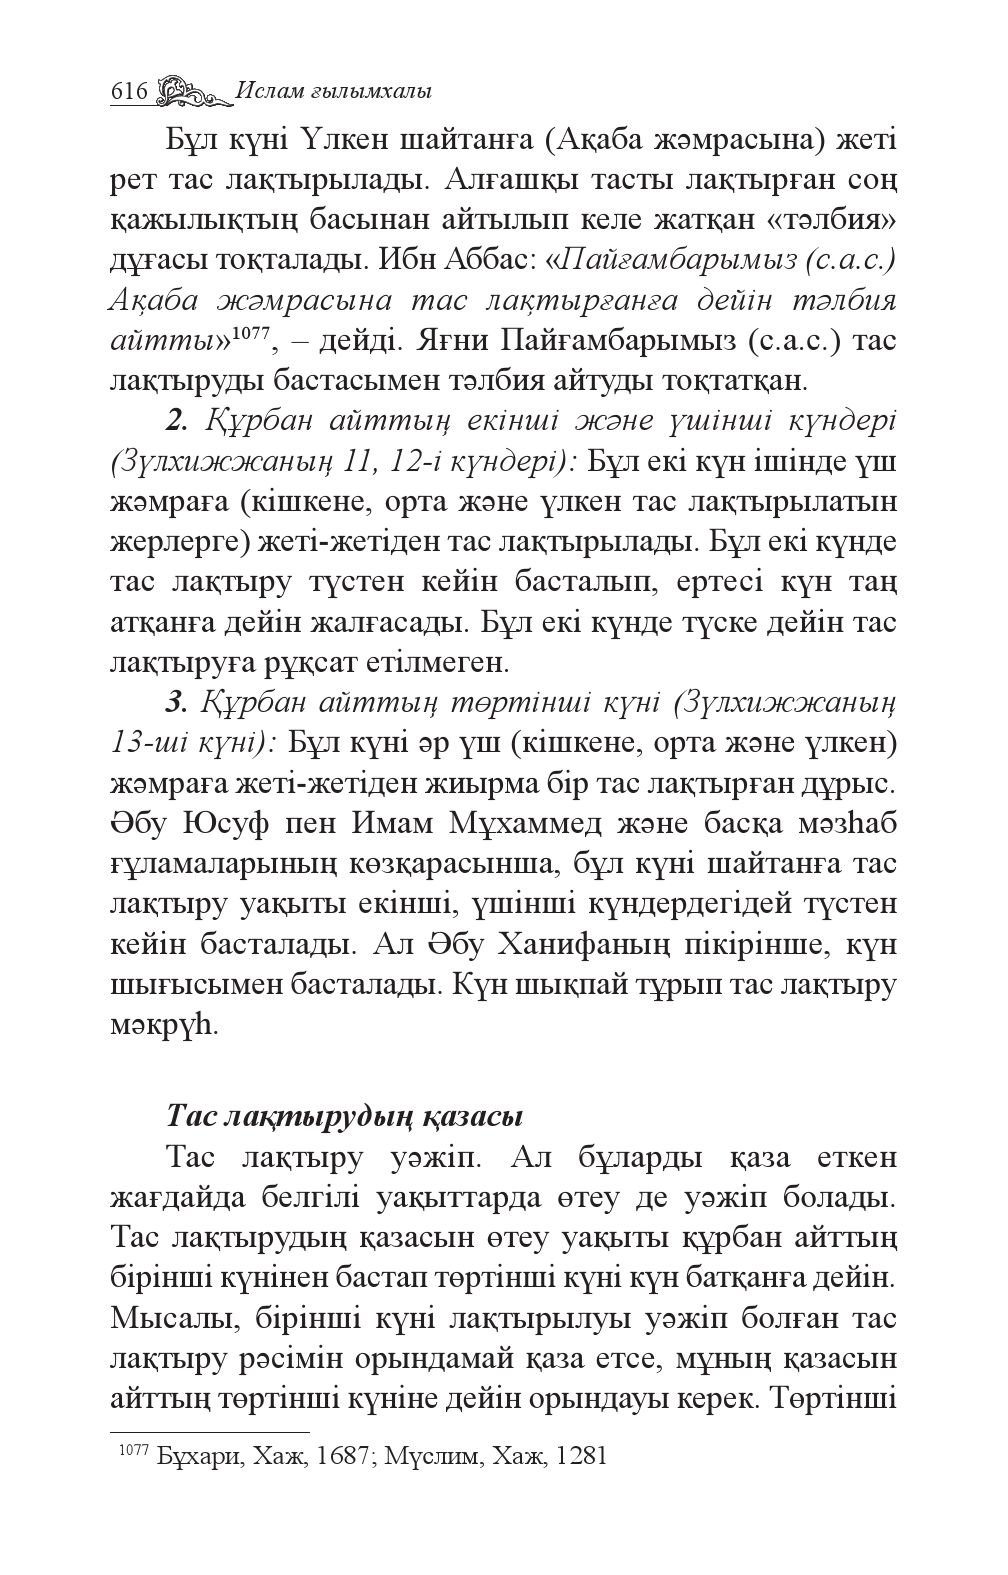 616 Ислам ғылымхалы
Бұл күні Үлкен шайтанға (Ақаба жәмрасына) жеті
рет тас лақтырылады. Алғашқы тасты лақтырған соң
қажылықтың басынан айтылып келе жатқан «тәлбия»
дұғасы тоқталады. Ибн Аббас: «Пайғамбарымыз (с.а.с.)
Ақаба жәмрасына тас лақтырғанға дейін тәлбия
айтты»¹⁰⁷⁷, – дейді. Яғни Пайғамбарымыз (с.а.с.) тас
лақтыруды бастасымен тәлбия айтуды тоқтатқан.
2. Құрбан айттың екінші және үшінші күндері
(Зүлхижжаның 11, 12-і күндері): Бұл екі күн ішінде үш
жәмраға (кішкене, орта және үлкен тас лақтырылатын
жерлерге) жеті-жетіден тас лақтырылады. Бұл екі күнде
тас лақтыру түстен кейін басталып, ертесі күн таң
атқанға дейін жалғасады. Бұл екі күнде түске дейін тас
лақтыруға рұқсат етілмеген.
3. Құрбан айттың төртінші күні (Зүлхижжаның
13-ші күні): Бұл күні әр үш (кішкене, орта және үлкен)
жәмраға жеті-жетіден жиырма бір тас лақтырған дұрыс.
Әбу Юсуф пен Имам Мұхаммед және басқа мәзһаб
ғұламаларының көзқарасынша, бұл күні шайтанға тас
лақтыру уақыты екінші, үшінші күндердегідей түстен
кейін басталады. Ал Әбу Ханифаның пікірінше, күн
шығысымен басталады. Күн шықпай тұрып тас лақтыру
мәкрүһ.
Тас лақтырудың қазасы
Тас лақтыру уәжіп. Ал бұларды қаза еткен
жағдайда белгілі уақыттарда өтеу де уәжіп болады.
Тас лақтырудың қазасын өтеу уақыты құрбан айттың
бірінші күнінен бастап төртінші күні күн батқанға дейін.
Мысалы, бірінші күні лақтырылуы уәжіп болған тас
лақтыру рәсімін орындамай қаза етсе, мұның қазасын
айттың төртінші күніне дейін орындауы керек. Төртінші
¹⁰⁷⁷ Бұхари, Хаж, 1687; Мүслим, Хаж, 1281